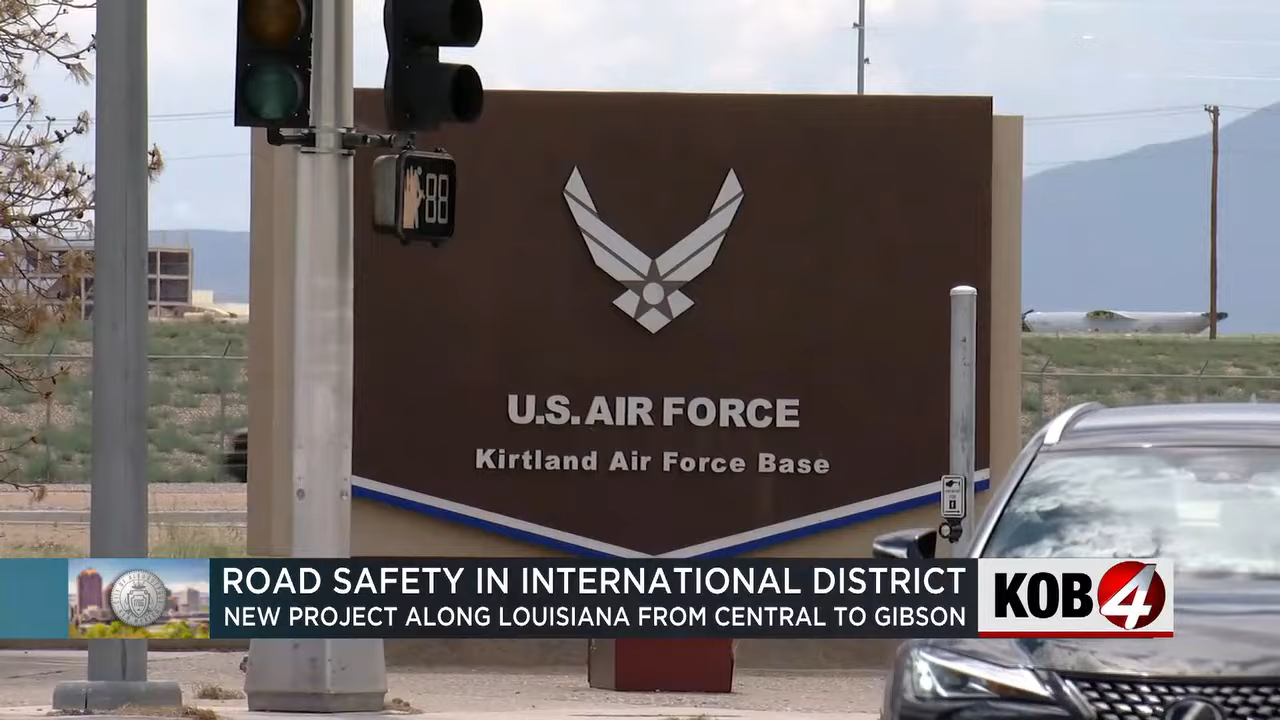 88
U.S. AIR FORCE
Kirtland Air Force Base
ROAD SAFETY IN INTERNATIONAL DISTRICT
NEW PROJECT ALONG LOUISIANA FROM CENTRAL TO GIBSON
KOB 4